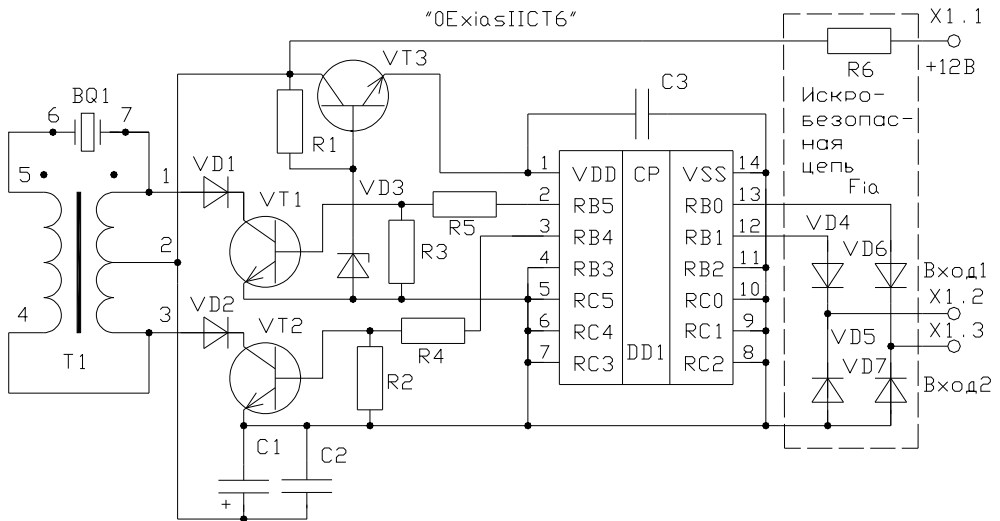 "0ExiasIICT6"
X1.1
VT3
R6
+12В
C3
BQ1
6
7
Искро-
безопас-
ная
цепь
Fia
R1
5
1
VD1
VD3
1
VDD
CP
VSS
14
VT1
2
RB5
RB0
13
R5
R3
3
RB4
RB1
12
VD4
VD6
2
4
RB3
RB2
11
Вход1
X1.2
5
RC5
RC0
10
4
3
VD2
VT2
6
RC4
RC1
9
VD5
X1.3
R4
T1
7
RC3
DD1
RC2
8
VD7
R2
Вход2
C1
C2
+